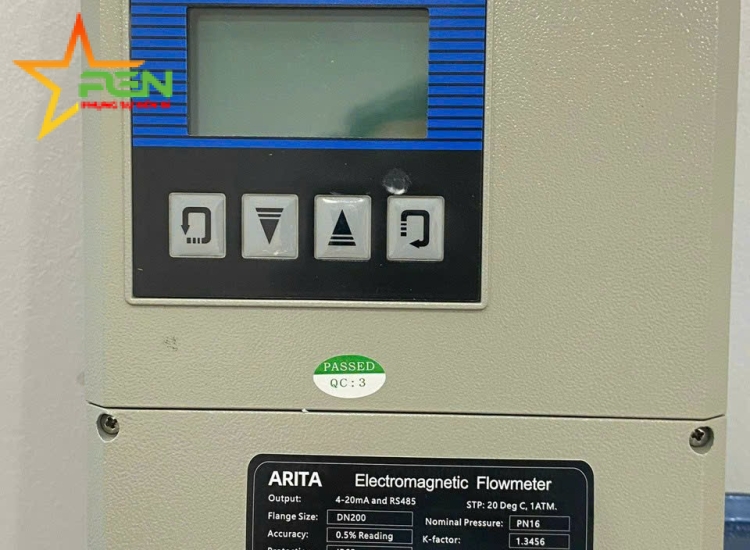 REN
PASSED
QC: 3
ARITA Electromagnetic Flowmeter
Output: 4-20mA and RS485 STP: 20 Deg C, 1ATM.
Flange Size: DN200 Nominal Pressure: PN16
Accuracy: 0.5% Reading K-factor: 1.3456